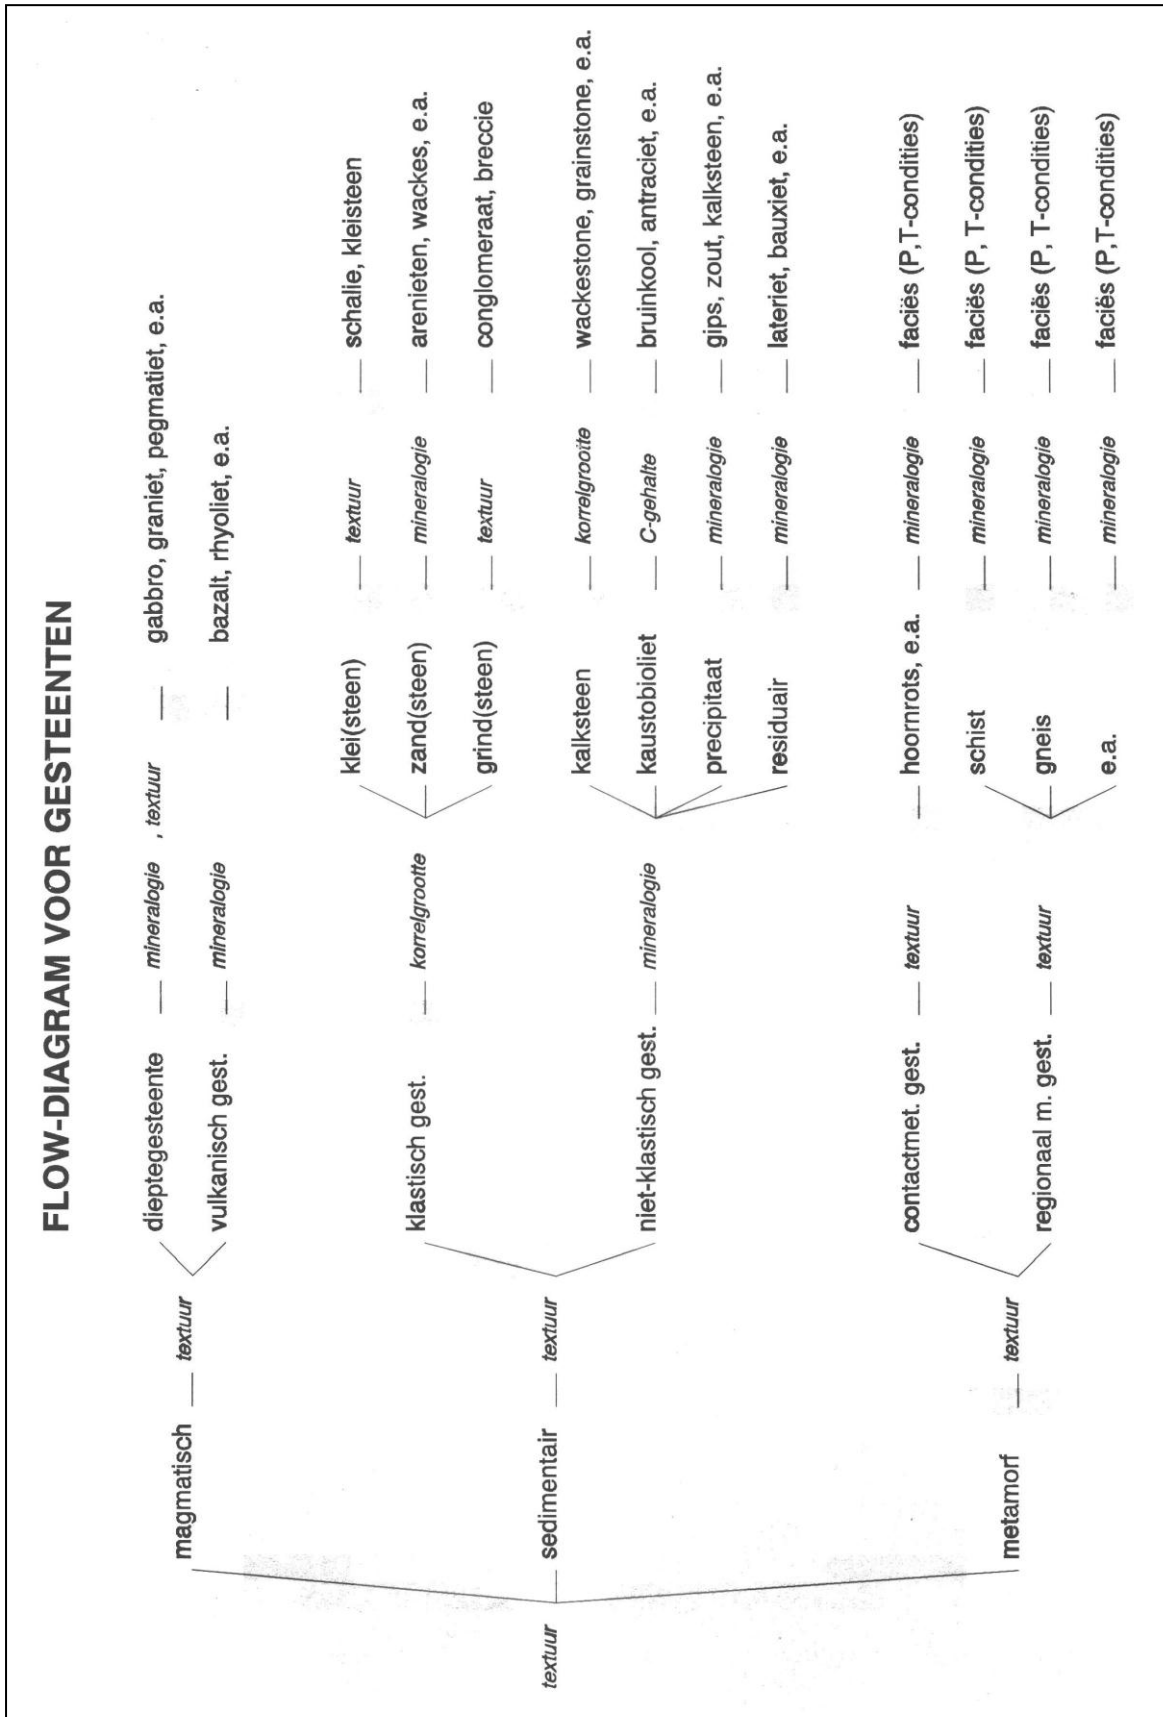 FLOW-DIAGRAM VOOR GESTEENTEN
textuur
magmatisch — textuur
dieptegesteente — mineralogie , textuur — gabbro, graniet, pegmatiet, e.a.
vulkanisch gest. — mineralogie — bazalt, rhyoliet, e.a.
sedimentair — textuur
klastisch gest. — korrelgrootte
klei(steen) — textuur — schalie, kleisteen
zand(steen) — mineralogie — arenieten, wackes, e.a.
grind(steen) — textuur — conglomeraat, breccie
niet-klastisch gest. — mineralogie
kalksteen — korrelgrootte — wackestone, grainstone, e.a.
kaustobioliet — C-gehalte — bruinkool, antraciet, e.a.
precipitaat — mineralogie — gips, zout, kalksteen, e.a.
residuair — mineralogie — lateriet, bauxiet, e.a.
metamorf — textuur
contactmet. gest. — textuur — hoornrots, e.a. — mineralogie — faciës (P,T-condities)
regionaal m. gest. — textuur
schist — mineralogie — faciës (P, T-condities)
gneis — mineralogie — faciës (P, T-condities)
e.a. — mineralogie — faciës (P,T-condities)